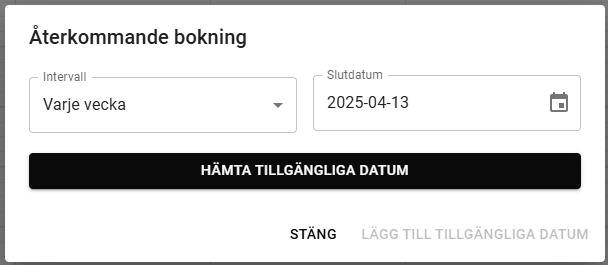 Återkommande bokning
Intervall
Varje vecka
Slutdatum
2025-04-13
HÄMTA TILLGÄNGLIGA DATUM
STÄNG
LÄGG TILL TILLGÄNGLIGA DATUM